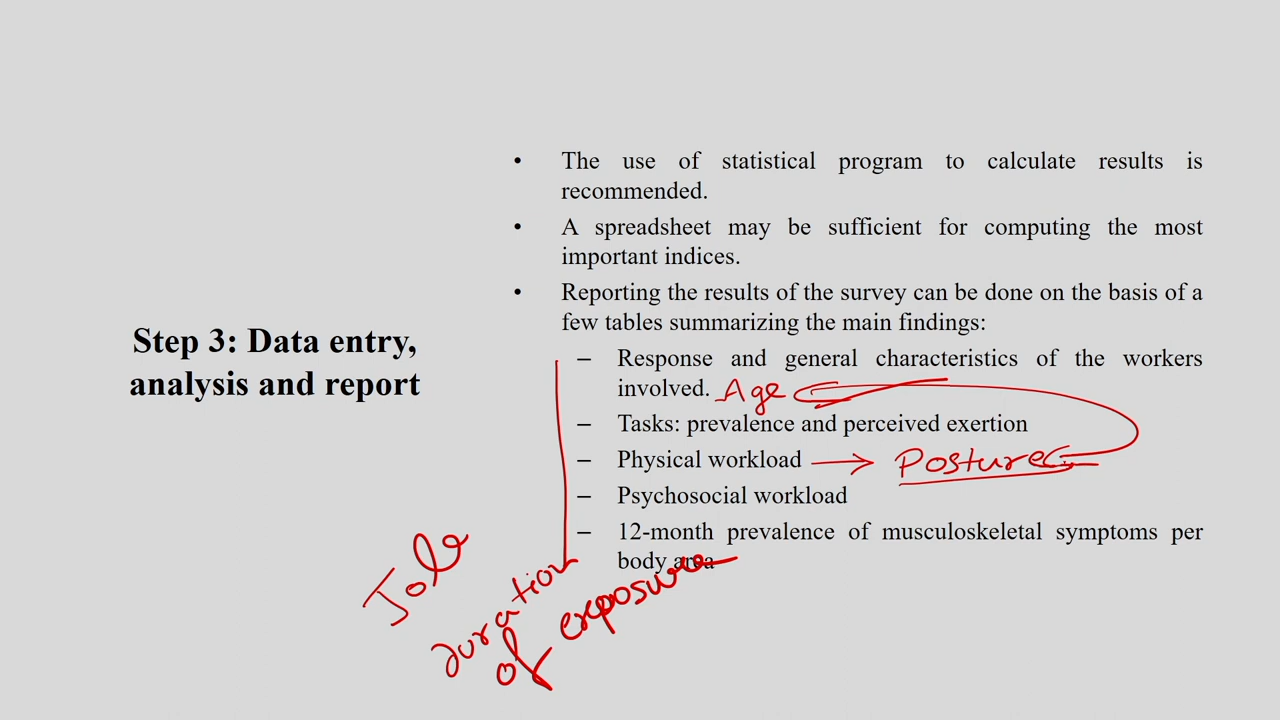 Step 3: Data entry,
analysis and report
• The use of statistical program to calculate results is
recommended.
• A spreadsheet may be sufficient for computing the most
important indices.
• Reporting the results of the survey can be done on the basis of a
few tables summarizing the main findings:
– Response and general characteristics of the workers
involved. Age
– Tasks: prevalence and perceived exertion
– Physical workload → Postures
– Psychosocial workload
– 12-month prevalence of musculoskeletal symptoms per
body area
Job
duration
of exposure